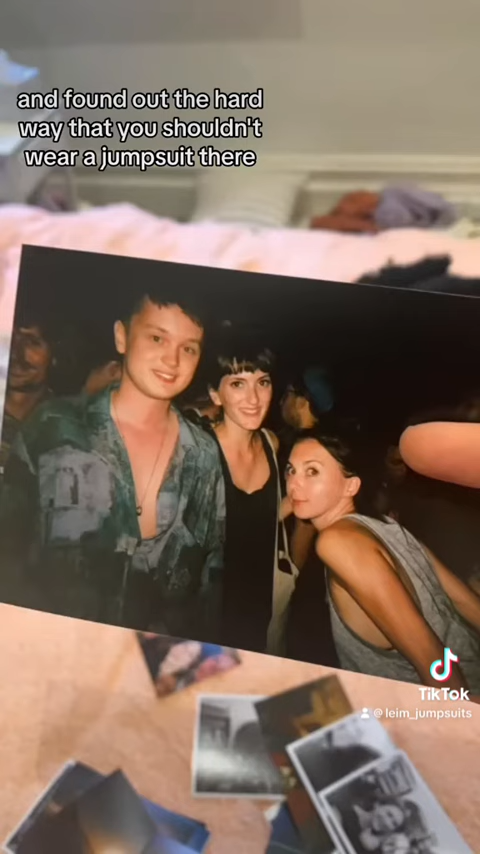 and found out the hard
way that you shouldn't
wear a jumpsuit there
TikTok
@leim_jumpsuits